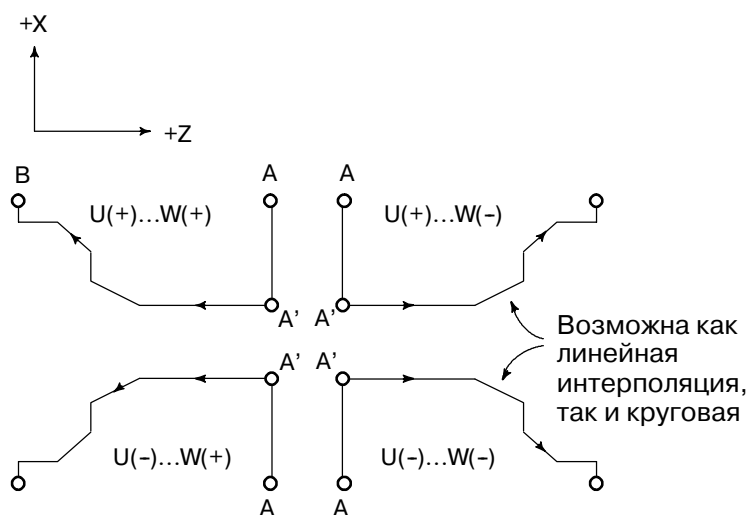 +X
+Z
B
A
A
U(+)...W(+)
U(+)...W(-)
A'
A'
Возможна как
линейная
интерполяция,
так и круговая
A'
A'
U(-)...W(+)
U(-)...W(-)
A
A